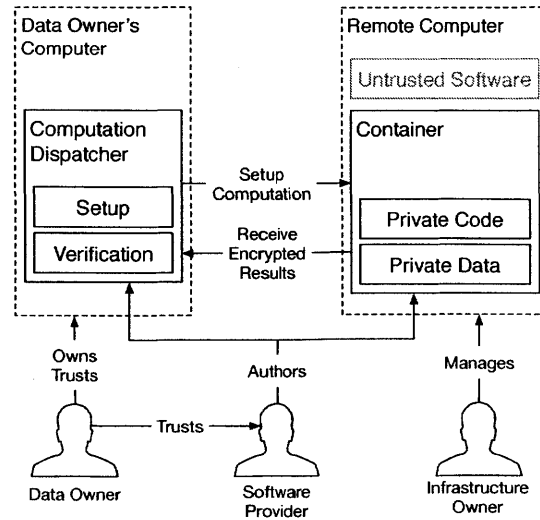 Data Owner's
Computer
Remote Computer
Untrusted Software
Computation
Dispatcher
Container
Setup
Computation
Setup
Private Code
Verification
Receive
Encrypted
Results
Private Data
Owns
Trusts
Authors
Manages
Trusts
Data Owner
Software
Provider
Infrastructure
Owner